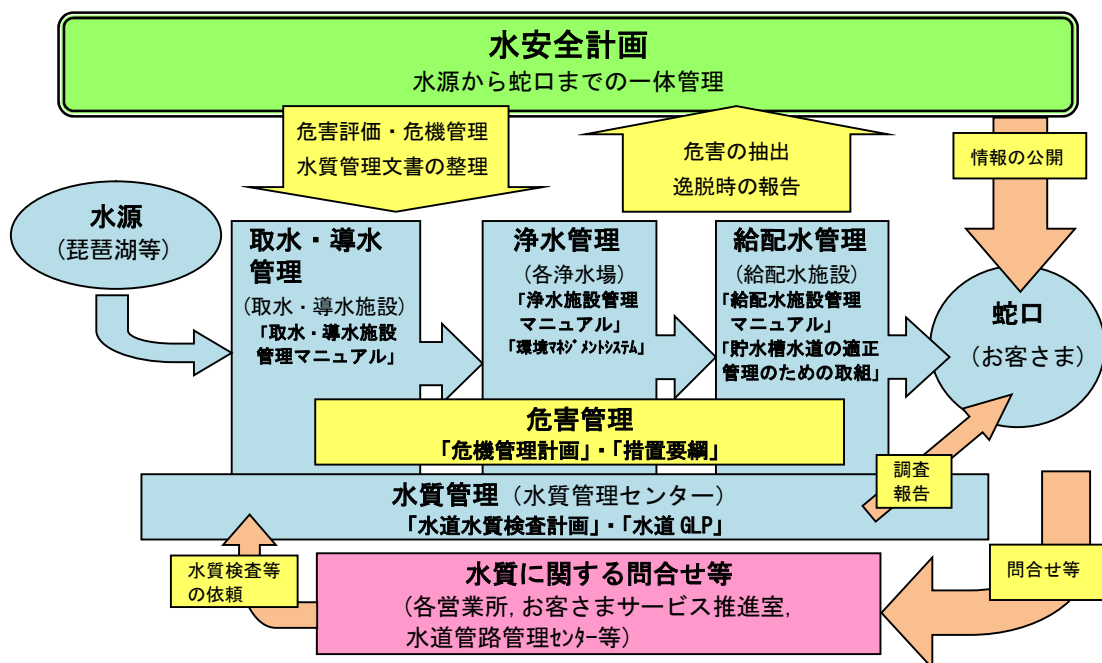 水安全計画
水源から蛇口までの一体管理
危害評価・危機管理
水質管理文書の整理
危害の抽出
逸脱時の報告
情報の公開
水源
(琵琶湖等)
取水・導水
管理
(取水・導水施設)
「取水・導水施設
管理マニュアル」
浄水管理
(各浄水場)
「浄水施設管理
マニュアル」
「環境マネジメントシステム」
給配水管理
(給配水施設)
「給配水施設管理
マニュアル」
「貯水槽水道の適正
管理のための取組」
蛇口
(お客さま)
危害管理
「危機管理計画」・「措置要綱」
水質管理(水質管理センター)
「水道水質検査計画」・「水道 GLP」
調査
報告
水質検査等
の依頼
水質に関する問合せ等
(各営業所,お客さまサービス推進室,
水道管路管理センター等)
問合せ等